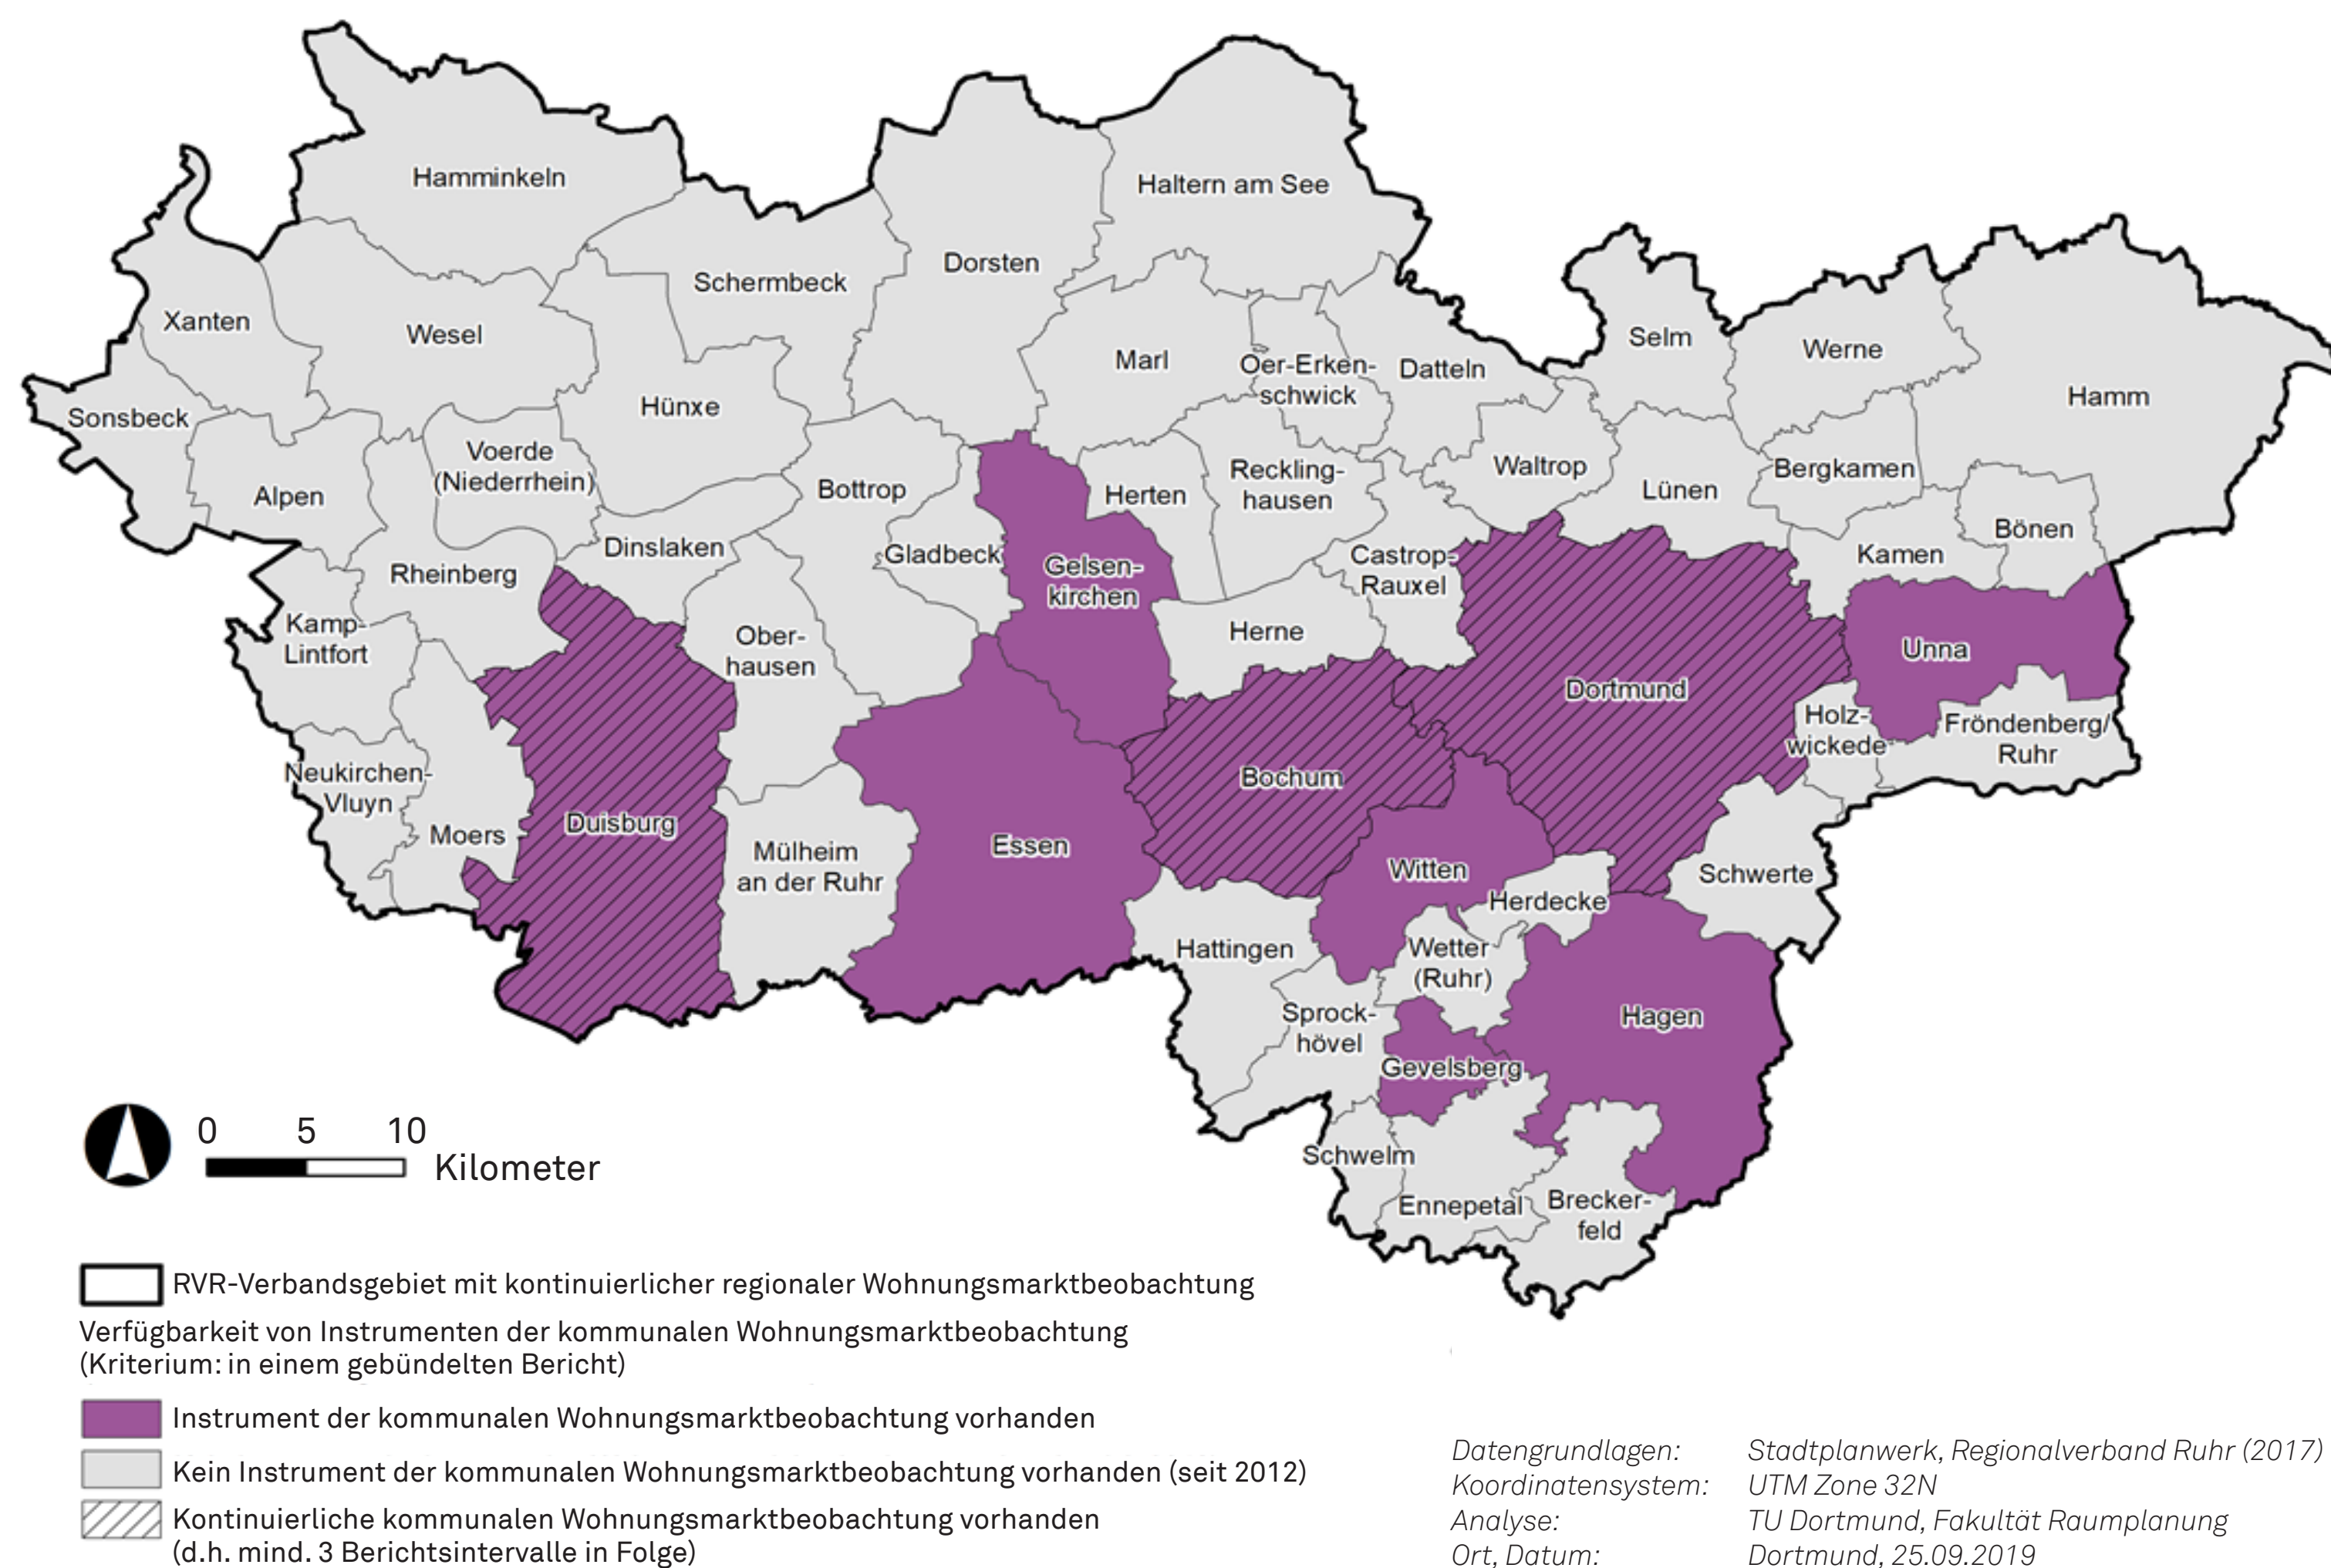 Hamminkeln
Haltern am See
Dorsten
Schermbeck
Xanten
Wesel
Selm
Werne
Marl
Oer-Erken-
schwick
Datteln
Hamm
Hünxe
Sonsbeck
Voerde
(Niederrhein)
Alpen
Bottrop
Herten
Reckling-
hausen
Waltrop
Lünen
Bergkamen
Bönen
Dinslaken
Gladbeck
Gelsen-
kirchen
Castrop-
Rauxel
Kamen
Rheinberg
Kamp-
Lintfort
Ober-
hausen
Herne
Unna
Dortmund
Holz-
wickede
Fröndenberg/
Ruhr
Neukirchen-
Vluyn
Moers
Duisburg
Mülheim
an der Ruhr
Essen
Bochum
Witten
Herdecke
Schwerte
Hattingen
Wetter
(Ruhr)
Sprock-
hövel
Hagen
Gevelsberg
Schwelm
Ennepetal
Brecker-
feld
0 5 10
Kilometer
RVR-Verbandsgebiet mit kontinuierlicher regionaler Wohnungsmarktbeobachtung
Verfügbarkeit von Instrumenten der kommunalen Wohnungsmarktbeobachtung
(Kriterium: in einem gebündelten Bericht)
Instrument der kommunalen Wohnungsmarktbeobachtung vorhanden
Kein Instrument der kommunalen Wohnungsmarktbeobachtung vorhanden (seit 2012)
Kontinuierliche kommunalen Wohnungsmarktbeobachtung vorhanden
(d.h. mind. 3 Berichtsintervalle in Folge)
Datengrundlagen: Stadtplanwerk, Regionalverband Ruhr (2017)
Koordinatensystem: UTM Zone 32N
Analyse: TU Dortmund, Fakultät Raumplanung
Ort, Datum: Dortmund, 25.09.2019